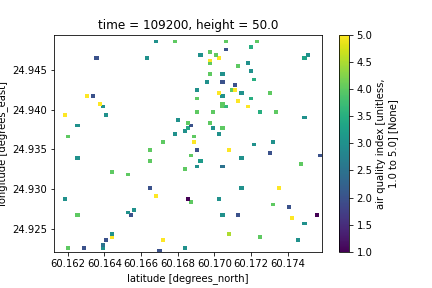 time = 109200, height = 50.0
24.945
24.940
24.935
24.930
24.925
longitude [degrees_east]
60.162 60.164 60.166 60.168 60.170 60.172 60.174
latitude [degrees_north]
5.0
4.5
4.0
3.5
3.0
2.5
2.0
1.5
1.0
air quality index [unitless,
1.0 to 5.0] [None]